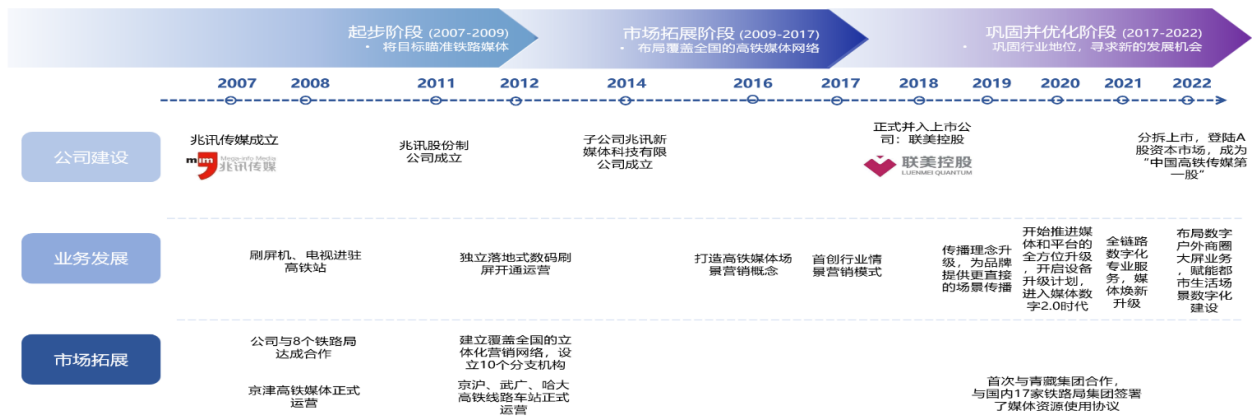 起步阶段 (2007-2009)
• 将目标瞄准铁路媒体
市场拓展阶段 (2009-2017)
• 布局覆盖全国的高铁媒体网络
巩固并优化阶段 (2017-2022)
• 巩固行业地位，寻求新的发展机会
2007 2008 2011 2012 2014 2016 2017 2018 2019 2020 2021 2022
公司建设
兆讯传媒成立
mim
Mega-info Media
兆讯传媒
兆讯股份制
公司成立
子公司兆讯新
媒体科技有限
公司成立
正式并入上市公
司：联美控股
联美控股
LUENMEI QUANTUM
分拆上市，登陆A
股资本市场，成为
“中国高铁传媒第
一股”
业务发展
刷屏机、电视进驻
高铁站
独立落地式数码刷
屏开通运营
打造高铁媒体场
景营销概念
首创行业情
景营销模式
传播理念升
级，为品牌
提供更直接
的场景传播
开始推进媒
体和平台的
全方位升级
，开启设备
升级计划，
进入媒体数
字2.0时代
全链路
数字化
专业服
务，媒
体焕新
升级
布局数字
户外商圈
大屏业务
，赋能都
市生活场
景数字化
建设
市场拓展
公司与8个铁路局
达成合作
京津高铁媒体正式
运营
建立覆盖全国的立
体化营销网络，设
立10个分支机构
京沪、武广、哈大
高铁线路车站正式
运营
首次与青藏集团合作，
与国内17家铁路局集团签署
了媒体资源使用协议